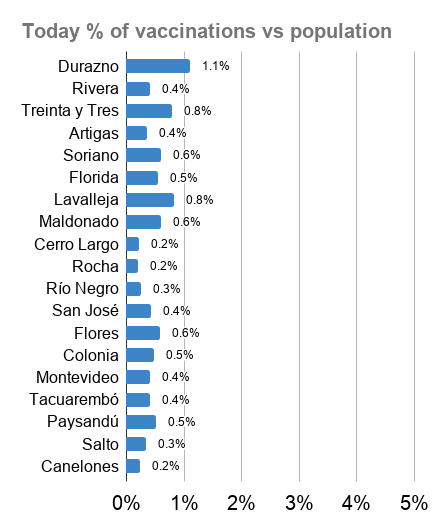 Today % of vaccinations vs population
Durazno 1.1%
Rivera 0.4%
Treinta y Tres 0.8%
Artigas 0.4%
Soriano 0.6%
Florida 0.5%
Lavalleja 0.8%
Maldonado 0.6%
Cerro Largo 0.2%
Rocha 0.2%
Río Negro 0.3%
San José 0.4%
Flores 0.6%
Colonia 0.5%
Montevideo 0.4%
Tacuarembó 0.4%
Paysandú 0.5%
Salto 0.3%
Canelones 0.2%
0% 1% 2% 3% 4% 5%